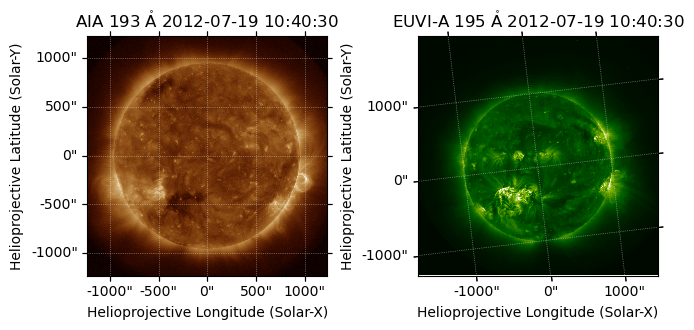 AIA 193 Å 2012-07-19 10:40:30
Helioprojective Latitude (Solar-Y)
1000"
500"
0"
-500"
-1000"
-1000" -500" 0" 500" 1000"
Helioprojective Longitude (Solar-X)
EUVI-A 195 Å 2012-07-19 10:40:30
Helioprojective Latitude (Solar-Y)
1000"
0"
-1000"
-1000" 0" 1000"
Helioprojective Longitude (Solar-X)